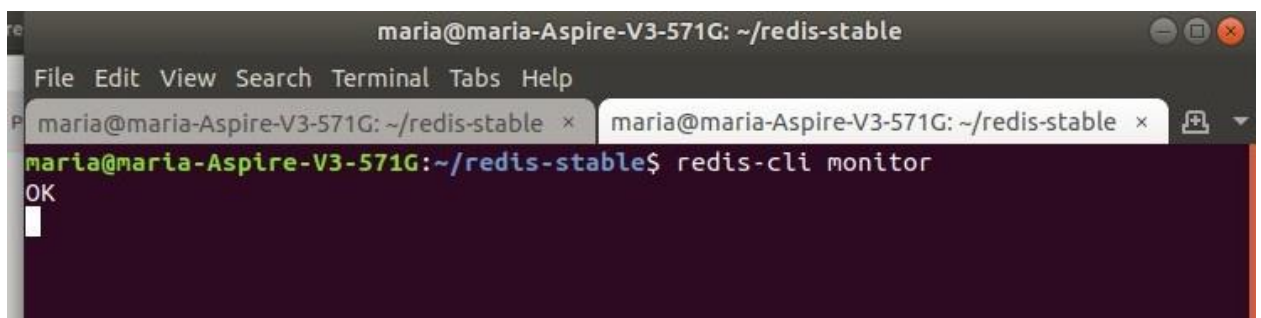 maria@maria-Aspire-V3-571G: ~/redis-stable
File Edit View Search Terminal Tabs Help
maria@maria-Aspire-V3-571G: ~/redis-stable × maria@maria-Aspire-V3-571G: ~/redis-stable ×
maria@maria-Aspire-V3-571G:~/redis-stable$ redis-cli monitor
OK